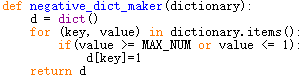 def negative_dict_maker(dictionary):
    d = dict()
    for (key, value) in dictionary.items():
        if(value >= MAX_NUM or value <= 1):
            d[key]=1
    return d